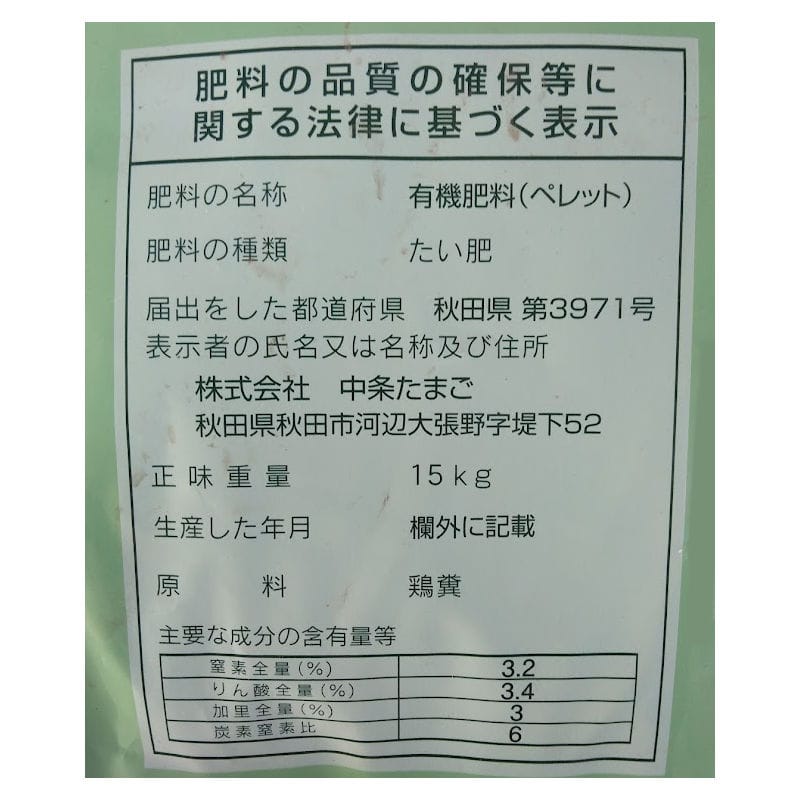 肥料の品質の確保等に
関する法律に基づく表示
肥料の名称 有機肥料(ペレット)
肥料の種類 たい肥
届出をした都道府県 秋田県 第3971号
表示者の氏名又は名称及び住所
株式会社 中条たまご
秋田県秋田市河辺大張野字堤下52
正味重量 15kg
生産した年月 欄外に記載
原料 鶏糞
主要な成分の含有量等
窒素全量(%) 3.2
りん酸全量(%) 3.4
加里全量(%) 3
炭素窒素比 6